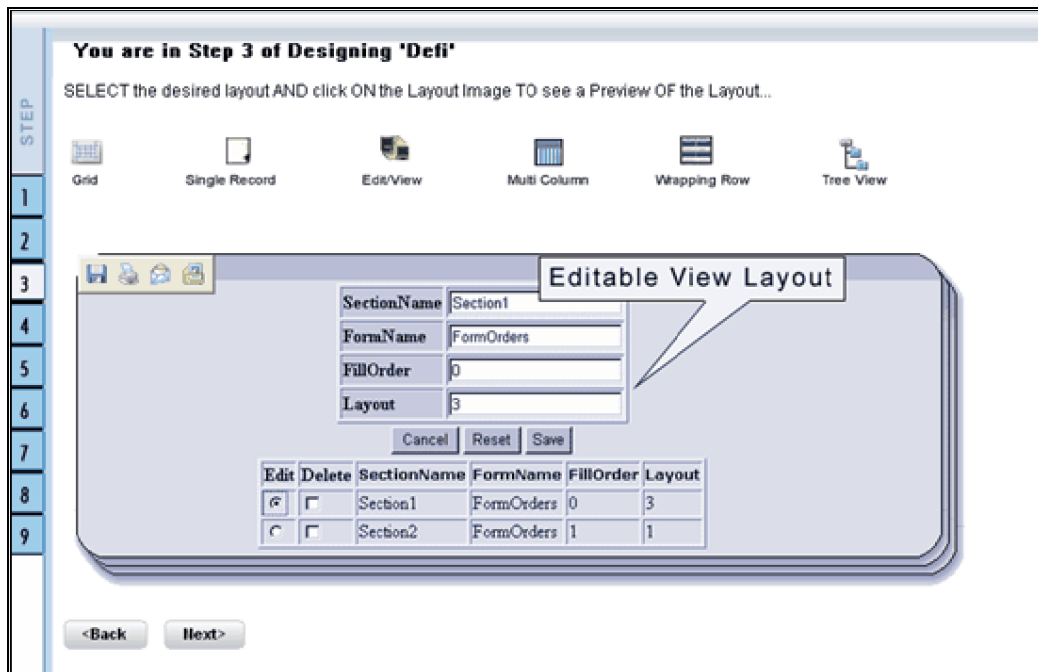 You are in Step 3 of Designing 'Defi'
SELECT the desired layout AND click ON the Layout Image TO see a Preview OF the Layout...
STEP
Grid Single Record Edit/View Multi Column Wrapping Row Tree View
1
2
3
4
5
6
7
8
9
Editable View Layout
SectionName Section1
FormName FormOrders
FillOrder 0
Layout 3
Cancel Reset Save
Edit Delete SectionName FormName FillOrder Layout
Section1 FormOrders 0 3
Section2 FormOrders 1 1
<Back Next>